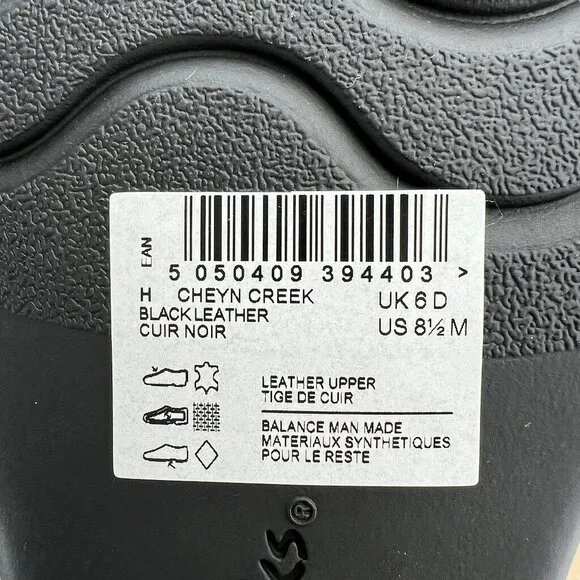 EAN
5 050409 394403 >
H CHEYN CREEK UK 6 D
BLACK LEATHER US 8½ M
CUIR NOIR
LEATHER UPPER
TIGE DE CUIR
BALANCE MAN MADE
MATERIAUX SYNTHETIQUES
POUR LE RESTE